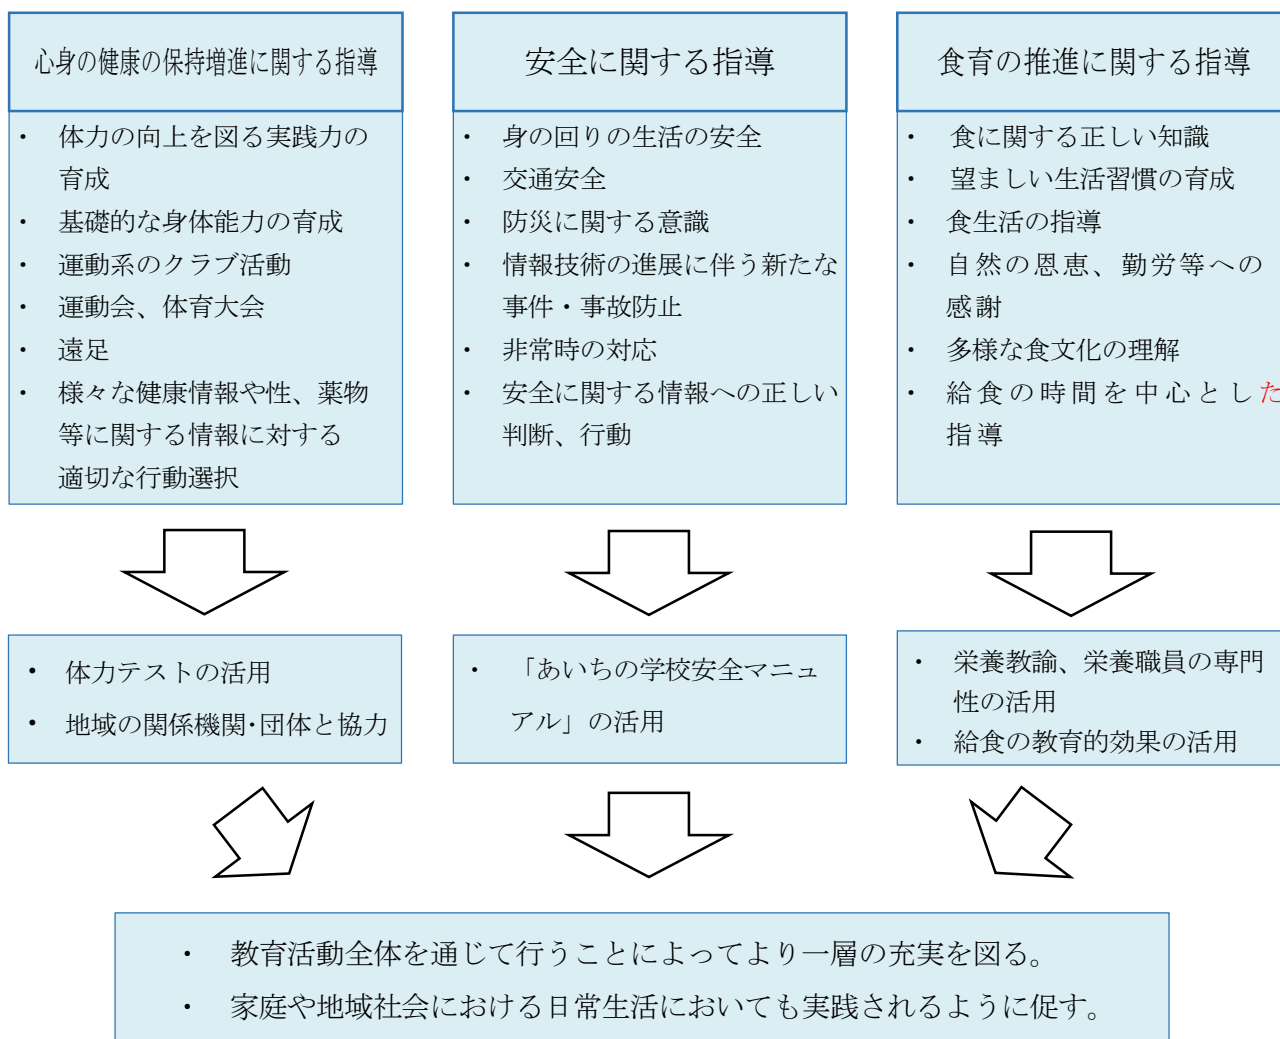 心身の健康の保持増進に関する指導
・ 体力の向上を図る実践力の
育成
・ 基礎的な身体能力の育成
・ 運動系のクラブ活動
・ 運動会、体育大会
・ 遠足
・ 様々な健康情報や性、薬物
等に関する情報に対する
適切な行動選択
安全に関する指導
・ 身の回りの生活の安全
・ 交通安全
・ 防災に関する意識
・ 情報技術の進展に伴う新たな
事件・事故防止
・ 非常時の対応
・ 安全に関する情報への正しい
判断、行動
食育の推進に関する指導
・ 食に関する正しい知識
・ 望ましい生活習慣の育成
・ 食生活の指導
・ 自然の恩恵、勤労等への
感謝
・ 多様な食文化の理解
・ 給食の時間を中心とした
指導
・ 体力テストの活用
・ 地域の関係機関・団体と協力
・ 「あいちの学校安全マニュ
アル」の活用
・ 栄養教諭、栄養職員の専門
性の活用
・ 給食の教育的効果の活用
・ 教育活動全体を通じて行うことによってより一層の充実を図る。
・ 家庭や地域社会における日常生活においても実践されるように促す。